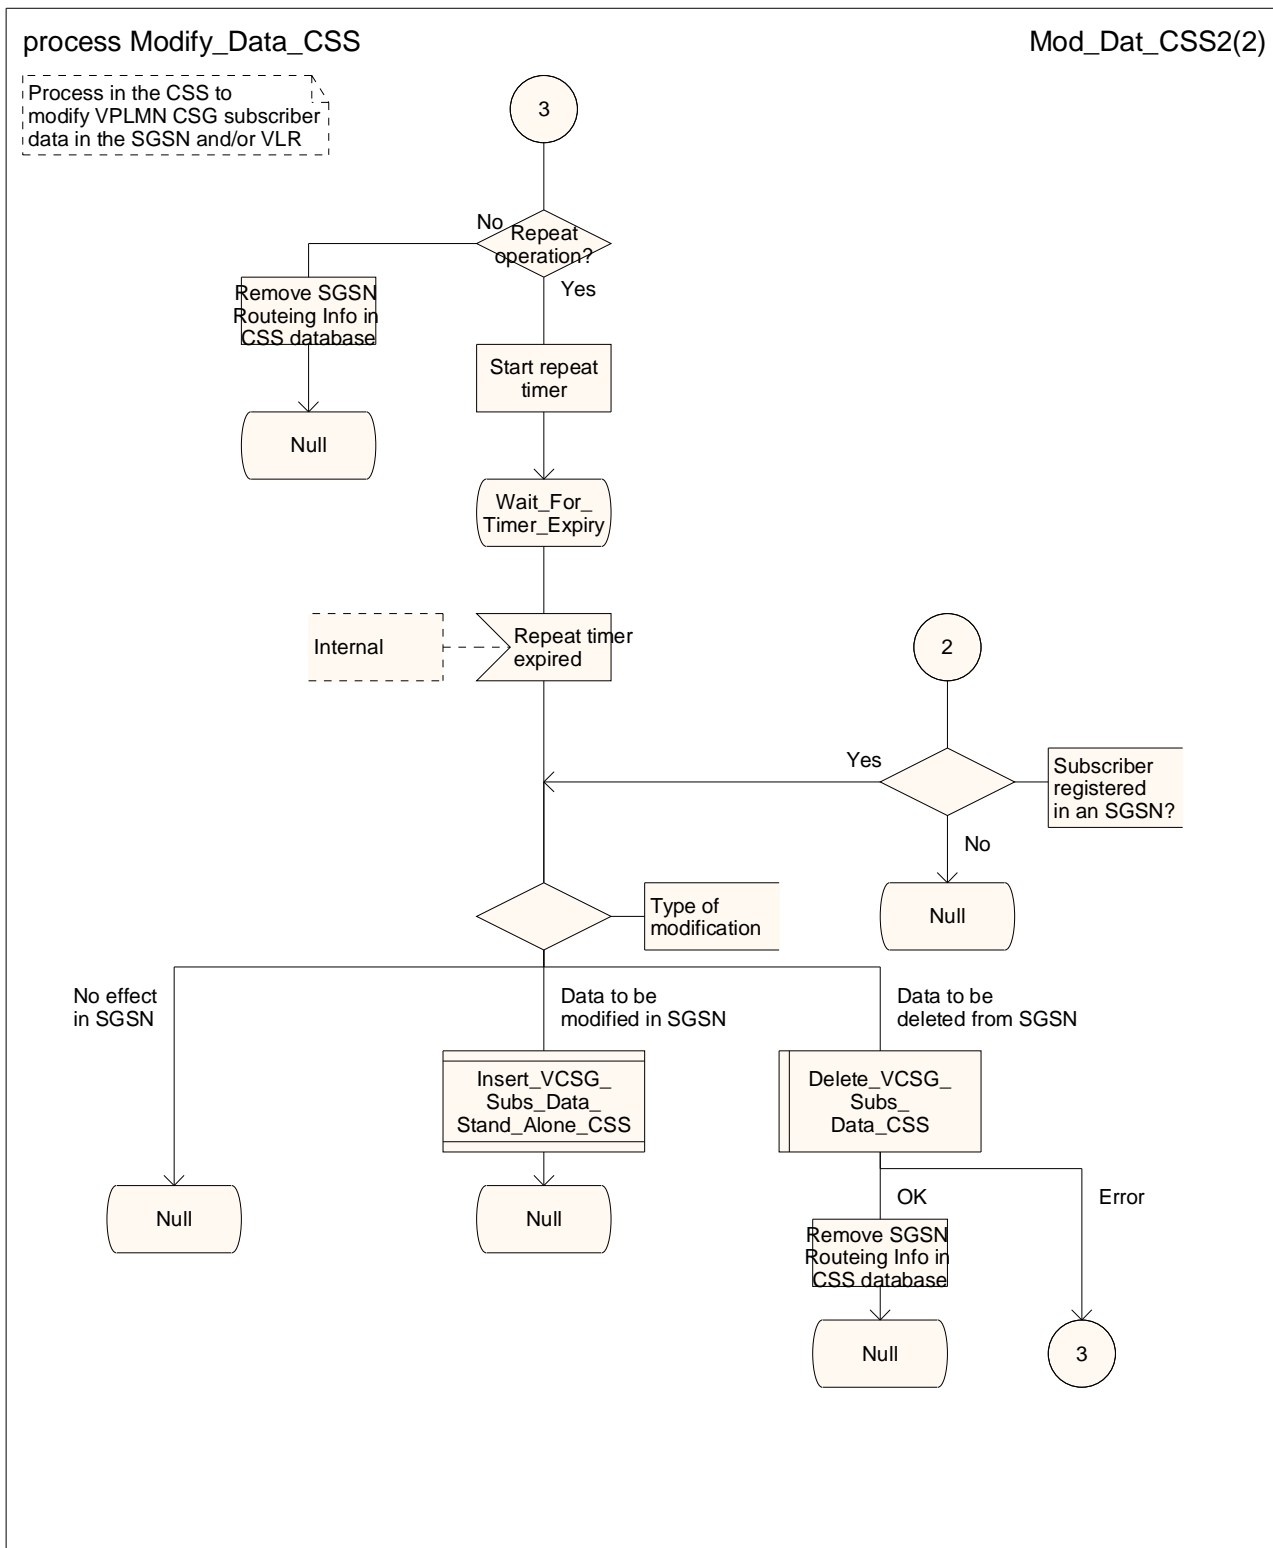 process Modify_Data_CSS
Mod_Dat_CSS2(2)
Process in the CSS to
modify VPLMN CSG subscriber
data in the SGSN and/or VLR
3
No
Repeat
operation?
Yes
Remove SGSN
Routeing Info in
CSS database
Start repeat
timer
Null
Wait_For_
Timer_Expiry
Internal
Repeat timer
expired
2
Yes
Subscriber
registered
in an SGSN?
No
Type of
modification
Null
No effect
in SGSN
Data to be
modified in SGSN
Data to be
deleted from SGSN
Insert_VCSG_
Subs_Data_
Stand_Alone_CSS
Delete_VCSG_
Subs_
Data_CSS
Null
Null
OK
Error
Remove SGSN
Routeing Info in
CSS database
Null
3